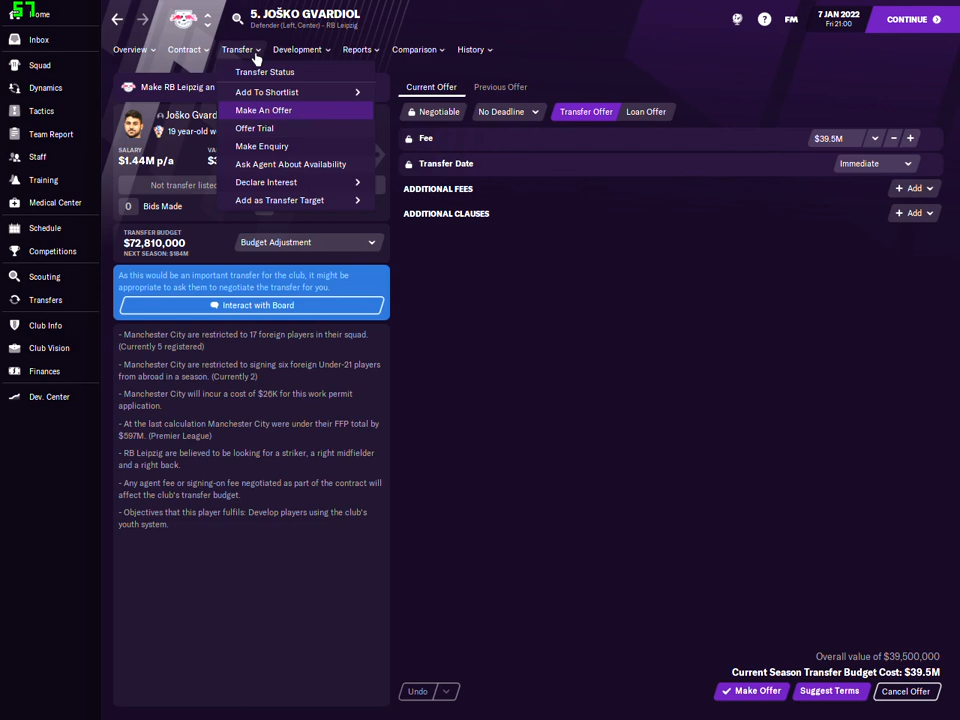 57
Home
Inbox
Squad
Dynamics
Tactics
Team Report
Staff
Training
Medical Center
Schedule
Competitions
Scouting
Transfers
Club Info
Club Vision
Finances
Dev. Center
5. JOŠKO GVARDIOL
Defender (Left, Center) - RB Leipzig
FM
7 JAN 2022
Fri 21:00
CONTINUE
Overview
Contract
Transfer
Development
Reports
Comparison
History
Transfer Status
Add To Shortlist
Make An Offer
Offer Trial
Make Enquiry
Ask Agent About Availability
Declare Interest
Add as Transfer Target
Make RB Leipzig an
Joško Gvard
19 year-old
SALARY
$1.44M p/a
Not transfer listed
0 Bids Made
TRANSFER BUDGET
$72,810,000
NEXT SEASON: $184M
Budget Adjustment
As this would be an important transfer for the club, it might be
appropriate to ask them to negotiate the transfer for you.
Interact with Board
- Manchester City are restricted to 17 foreign players in their squad.
(Currently 5 registered)
- Manchester City are restricted to signing six foreign Under-21 players
from abroad in a season. (Currently 2)
- Manchester City will incur a cost of $26K for this work permit
application.
- At the last calculation Manchester City were under their FFP total by
$597M. (Premier League)
- RB Leipzig are believed to be looking for a striker, a right midfielder
and a right back.
- Any agent fee or signing-on fee negotiated as part of the contract will
affect the club's transfer budget.
- Objectives that this player fulfils: Develop players using the club's
youth system.
Current Offer
Previous Offer
Negotiable
No Deadline
Transfer Offer
Loan Offer
Fee
$39.5M
Transfer Date
Immediate
ADDITIONAL FEES
+ Add
ADDITIONAL CLAUSES
+ Add
Overall value of $39,500,000
Current Season Transfer Budget Cost: $39.5M
Undo
Make Offer
Suggest Terms
Cancel Offer